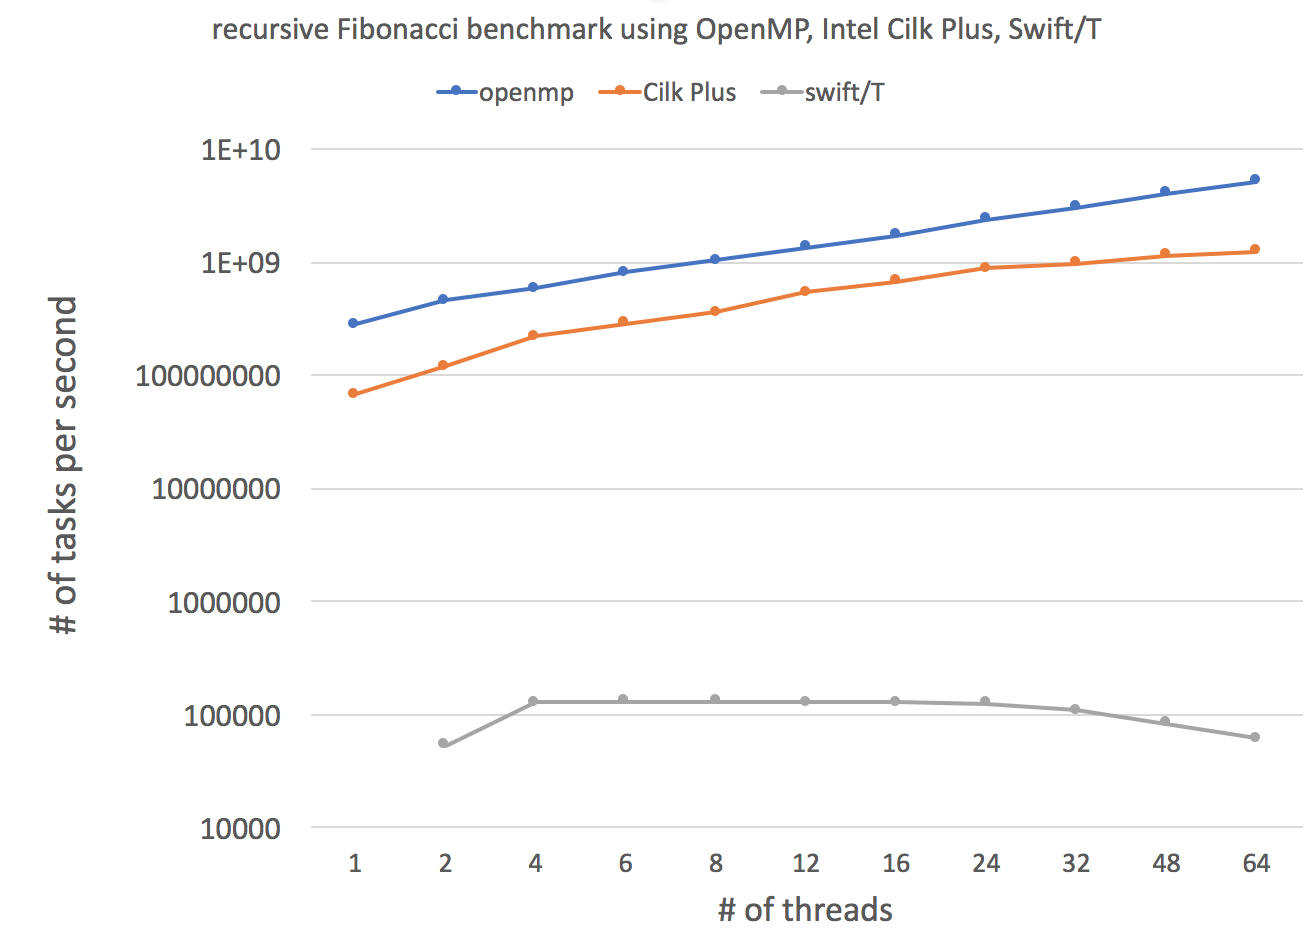 recursive Fibonacci benchmark using OpenMP, Intel Cilk Plus, Swift/T
openmp Cilk Plus swift/T
1E+10
1E+09
100000000
10000000
1000000
100000
10000
# of tasks per second
1 2 4 6 8 12 16 24 32 48 64
# of threads